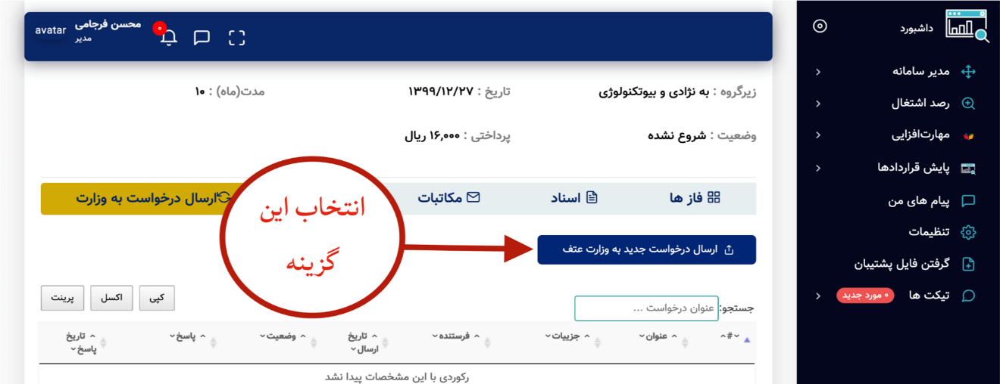 داشبورد
مدیر سامانه
رصد اشتغال
مهارت‌افزایی
پایش قراردادها
پیام های من
تنظیمات
گرفتن فایل پشتیبان
تیکت ها ۰ مورد جدید
۰ محسن فرجامی avatar
مدیر
زیرگروه : به نژادی و بیوتکنولوژی تاریخ : ۱۳۹۹/۱۲/۲۷ مدت(ماه) : ۱۰
وضعیت : شروع نشده پرداختی : ۱۶,۰۰۰ ریال
فاز ها اسناد مکاتبات ارسال درخواست به وزارت
انتخاب این
گزینه
ارسال درخواست جدید به وزارت عتف
کپی اکسل پرینت
جستجو: عنوان درخواست ...
# عنوان جزییات فرستنده تاریخ ارسال وضعیت پاسخ تاریخ پاسخ
رکوردی با این مشخصات پیدا نشد